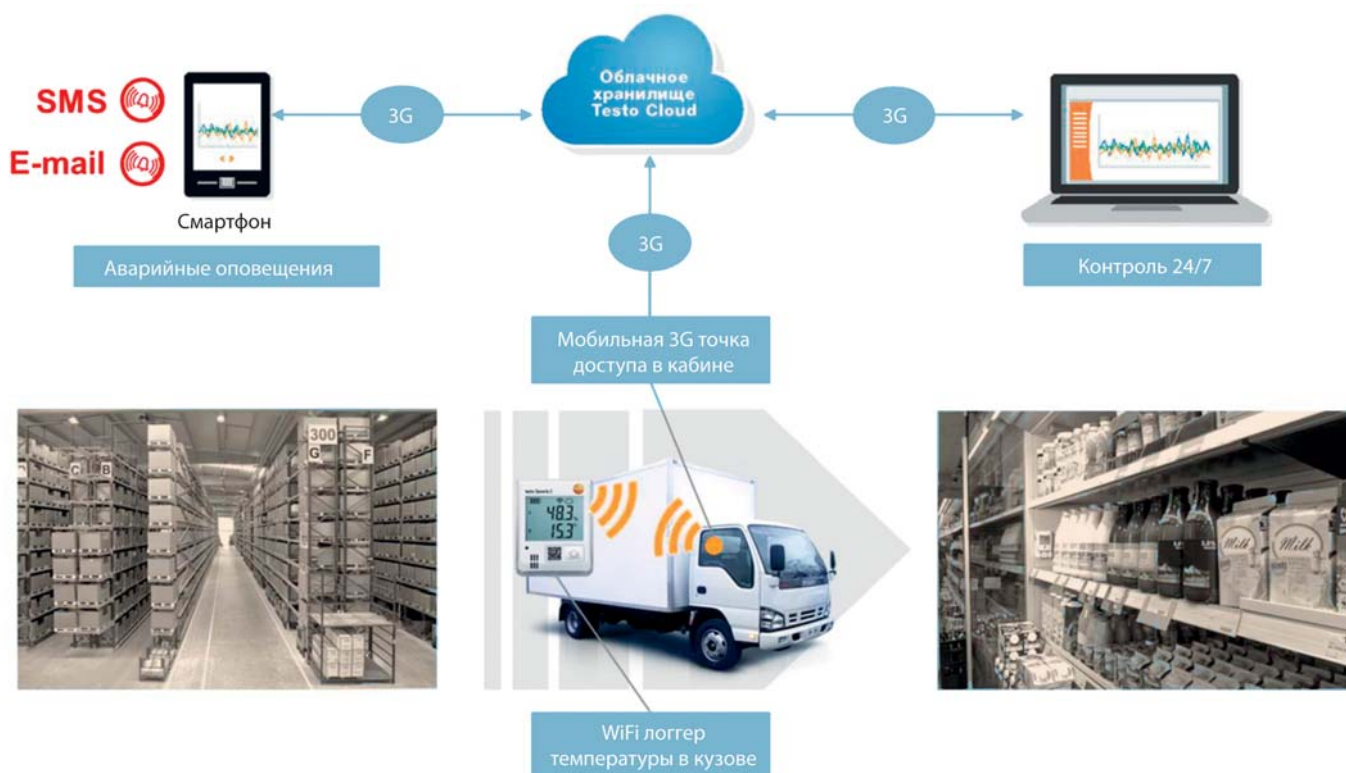 SMS
E-mail
Смартфон
Аварийные оповещения
3G
Облачное
хранилище
Testo Cloud
3G
Контроль 24/7
3G
Мобильная 3G точка
доступа в кабине
300
G
F
C
B
48.3
15.3
Milk
Milk
WiFi логгер
температуры в кузове